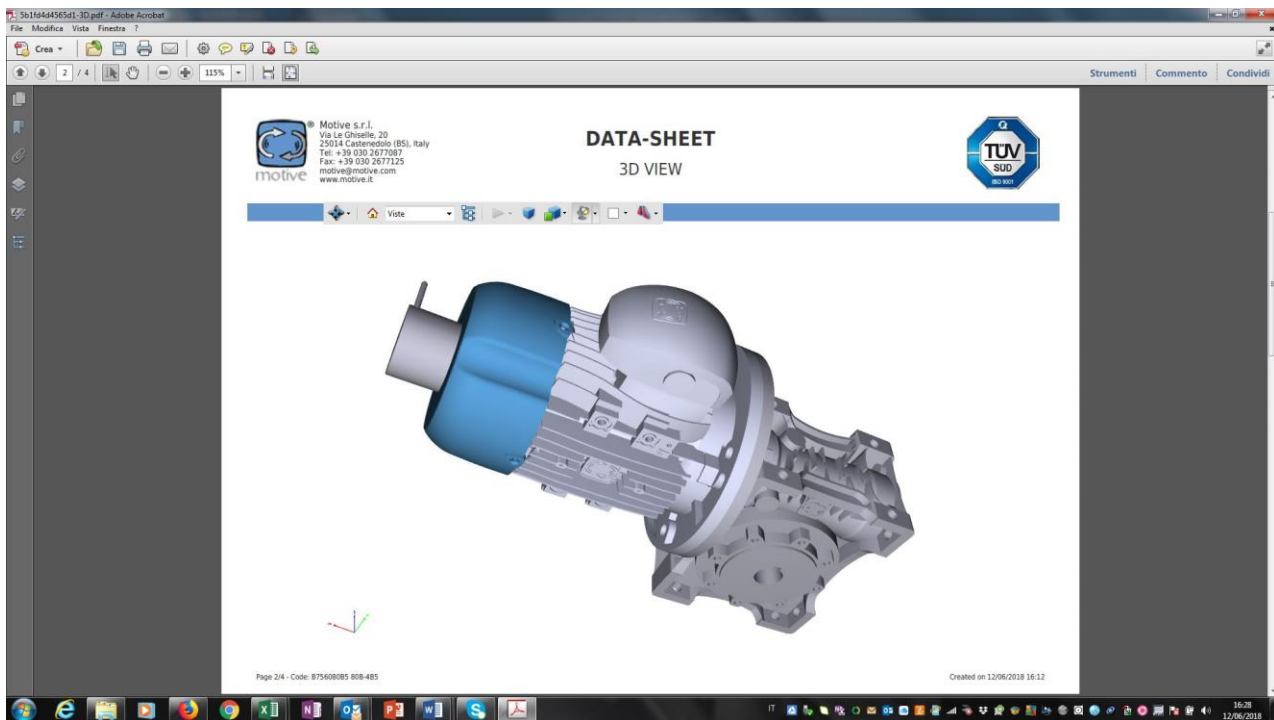 5b1fd4d4565d1-3D.pdf - Adobe Acrobat
File Modifica Vista Finestra ?
Crea
2 / 4 115%
Strumenti Commento Condividi
Motive s.r.l.
Via Le Ghiselle, 20
25014 Castenedolo (BS), Italy
Tel: +39 030 2677087
Fax: +39 030 2677125
motive@motive.com
www.motive.it
motive
DATA-SHEET
3D VIEW
TÜV
SÜD
ISO 9001
Viste
Page 2/4 - Code: B756080B5 80B-4B5
Created on 12/06/2018 16:12
IT
16:28
12/06/2018